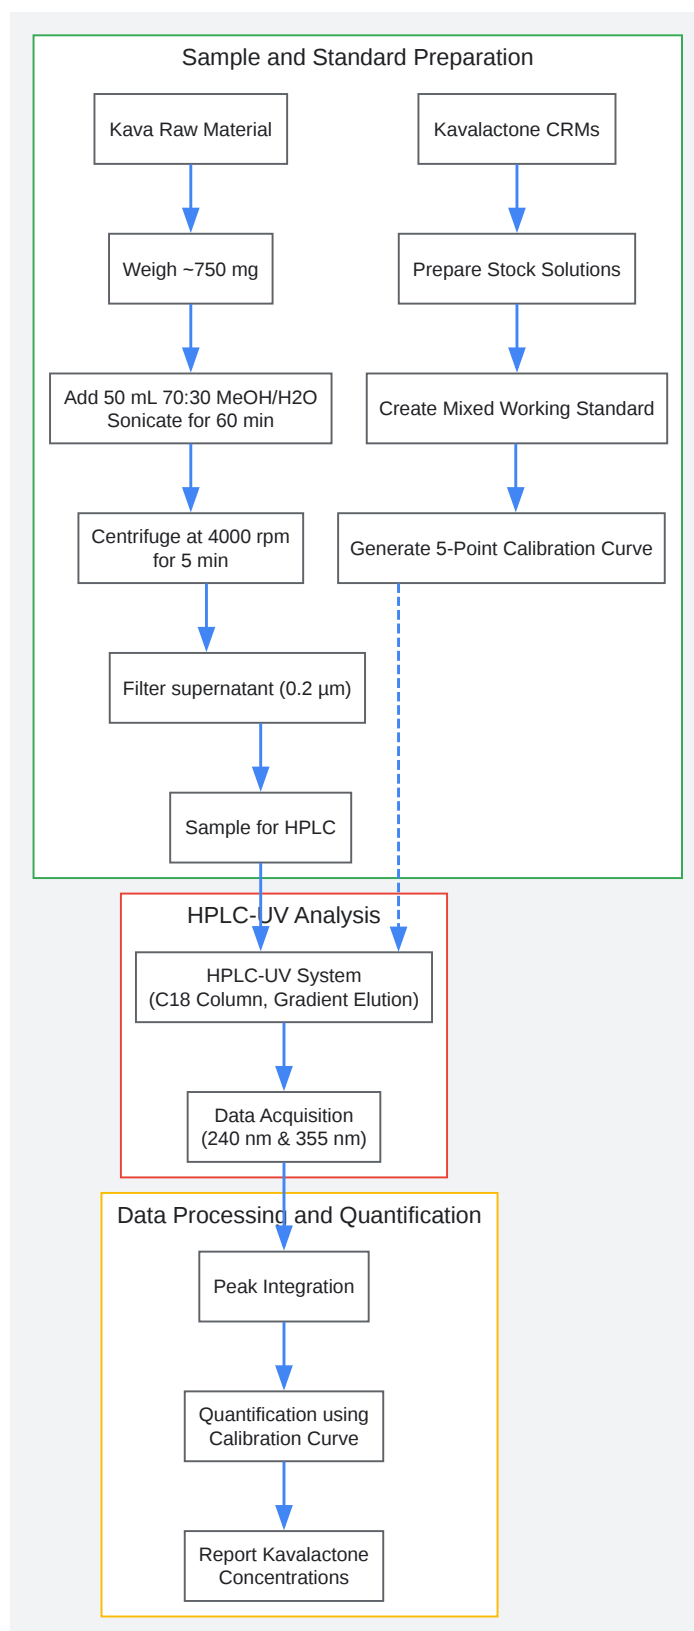 Sample and Standard Preparation
Kava Raw Material
Kavalactone CRMs
Weigh ~750 mg
Prepare Stock Solutions
Add 50 mL 70:30 MeOH/H2O
Sonicate for 60 min
Create Mixed Working Standard
Centrifuge at 4000 rpm
for 5 min
Generate 5-Point Calibration Curve
Filter supernatant (0.2 µm)
Sample for HPLC
HPLC-UV Analysis
HPLC-UV System
(C18 Column, Gradient Elution)
Data Acquisition
(240 nm & 355 nm)
Data Processing and Quantification
Peak Integration
Quantification using
Calibration Curve
Report Kavalactone
Concentrations